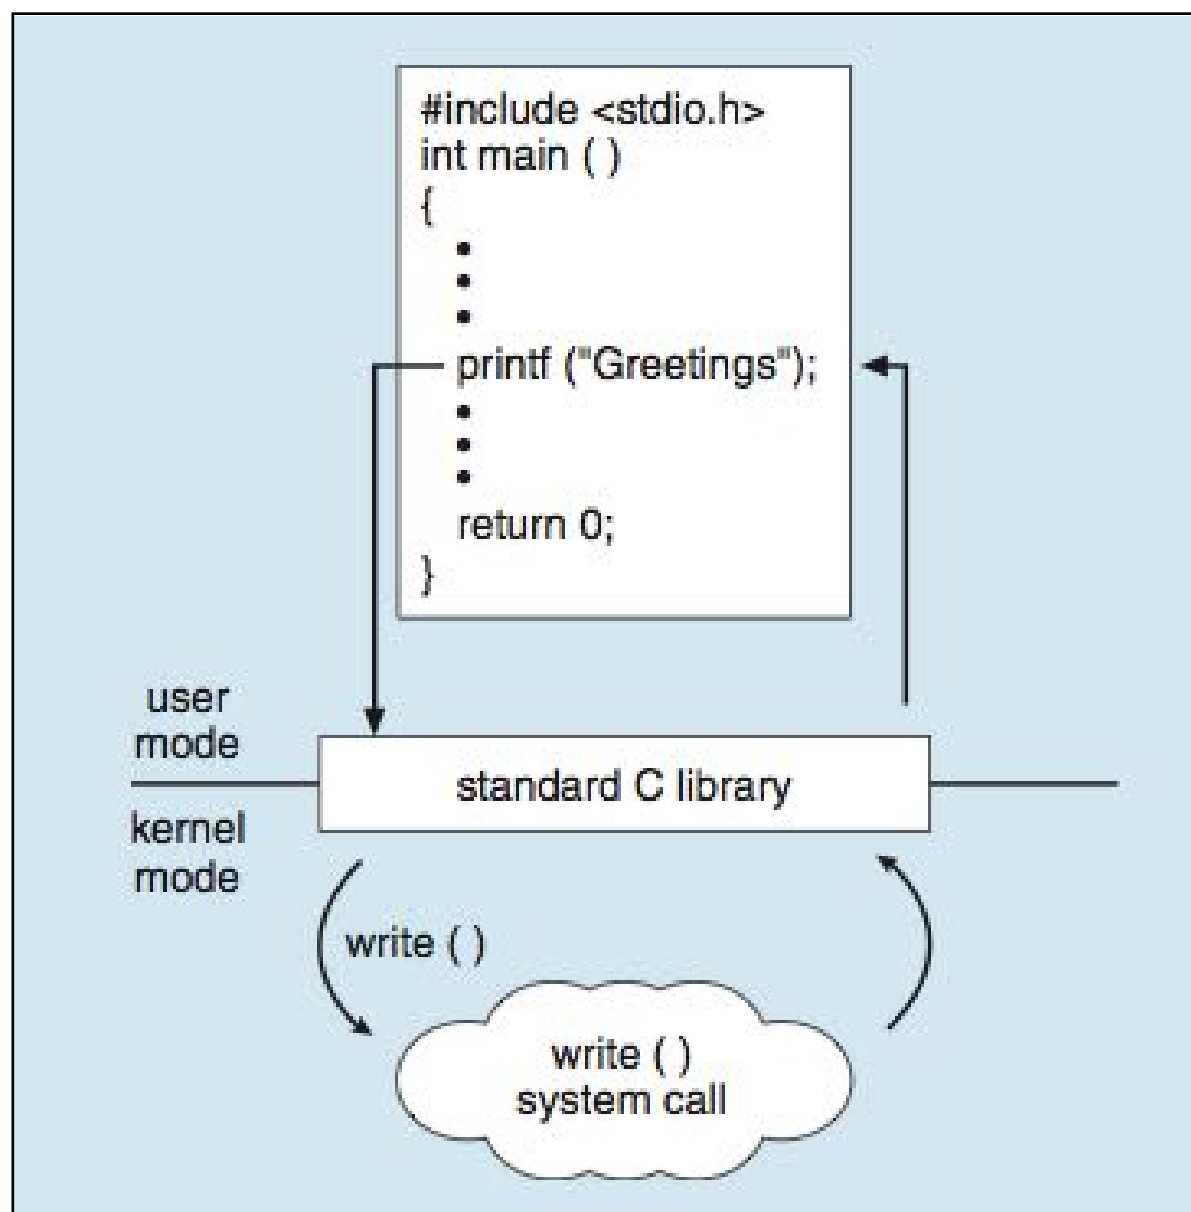 #include <stdio.h>
int main ( )
{
•
•
•
printf ("Greetings");
•
•
•
return 0;
}
user
mode
standard C library
kernel
mode
write ( )
write ( )
system call